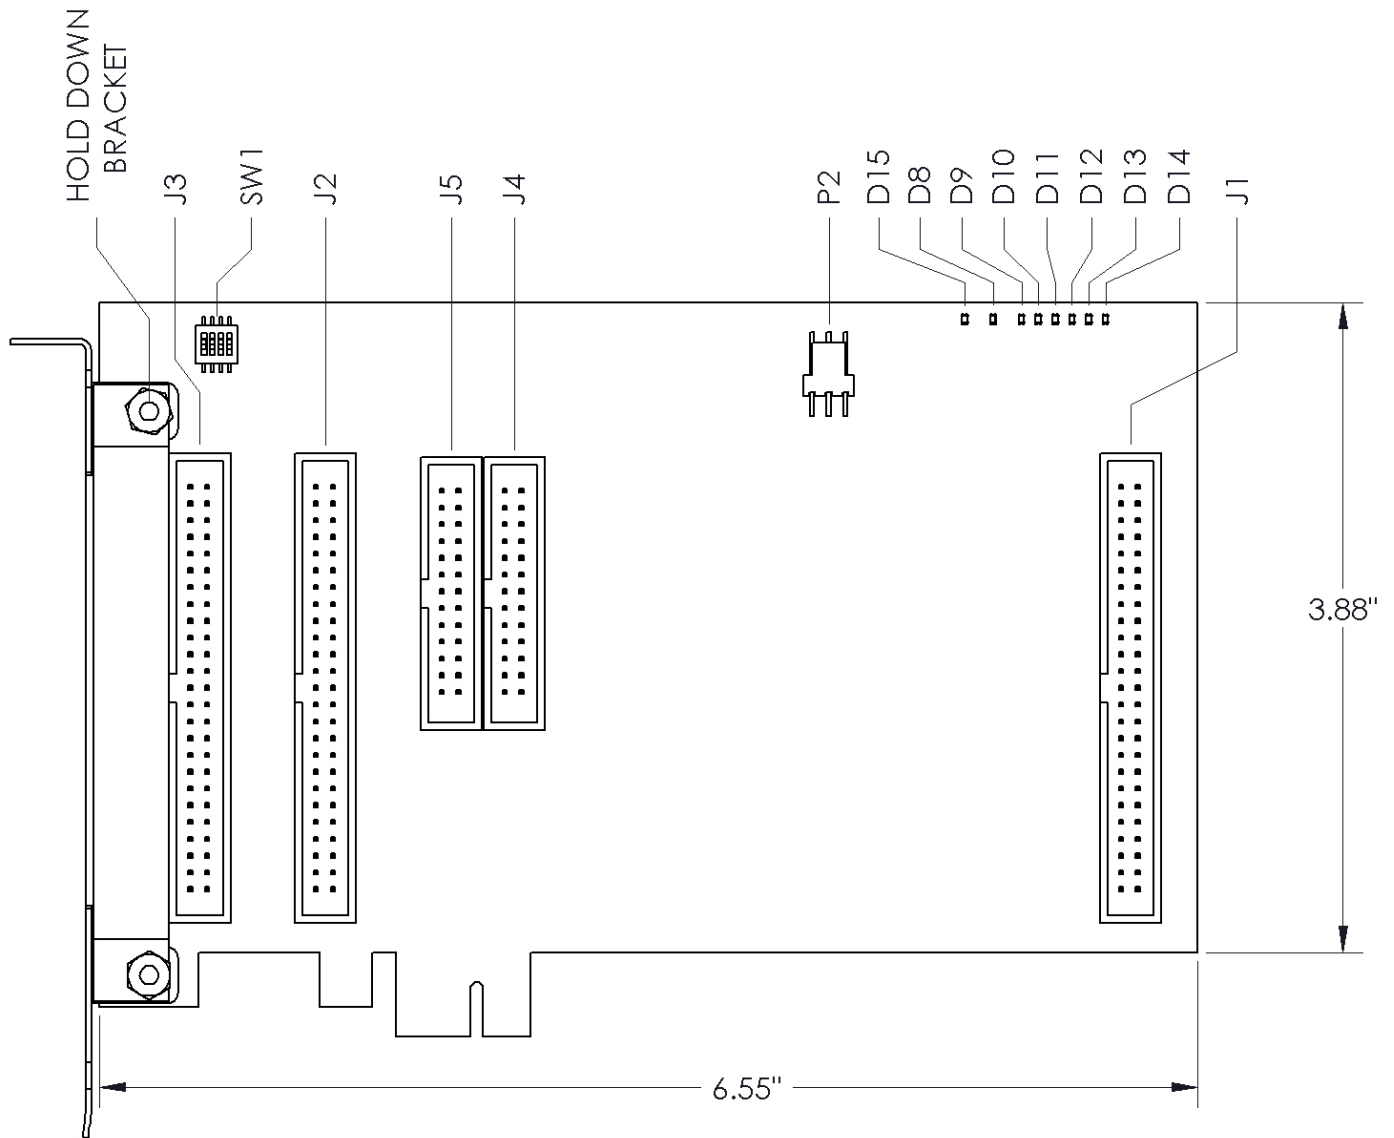 HOLD DOWN
BRACKET
J3
SW1
J2
J5
J4
P2
D15
D8
D9
D10
D11
D12
D13
D14
J1
3.88"
6.55"